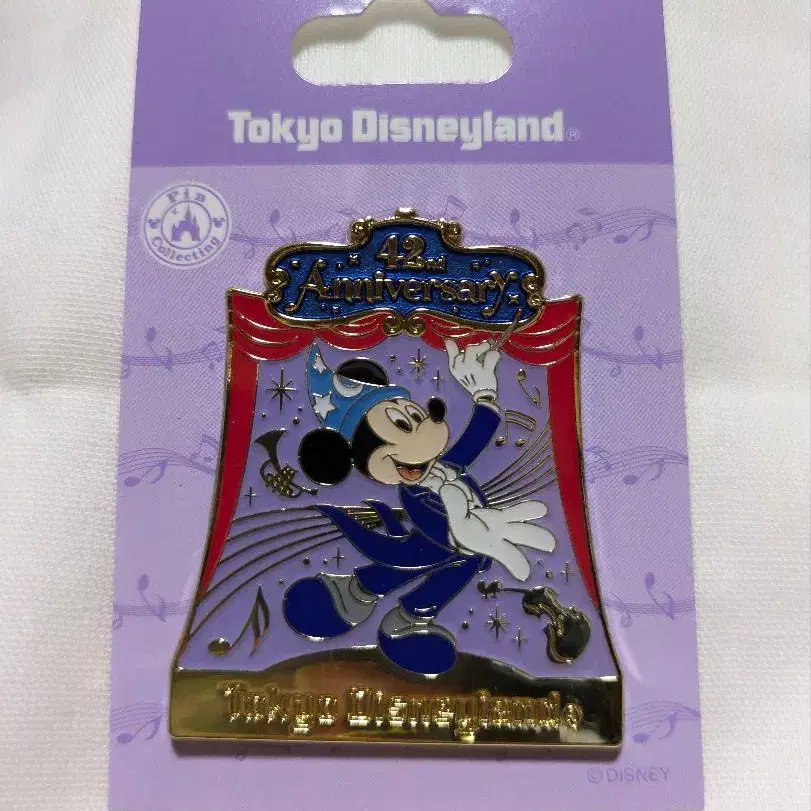 Tokyo Disneyland®
Pin
Collecting
42nd
Anniversary
Tokyo Disneyland®
©DISNEY